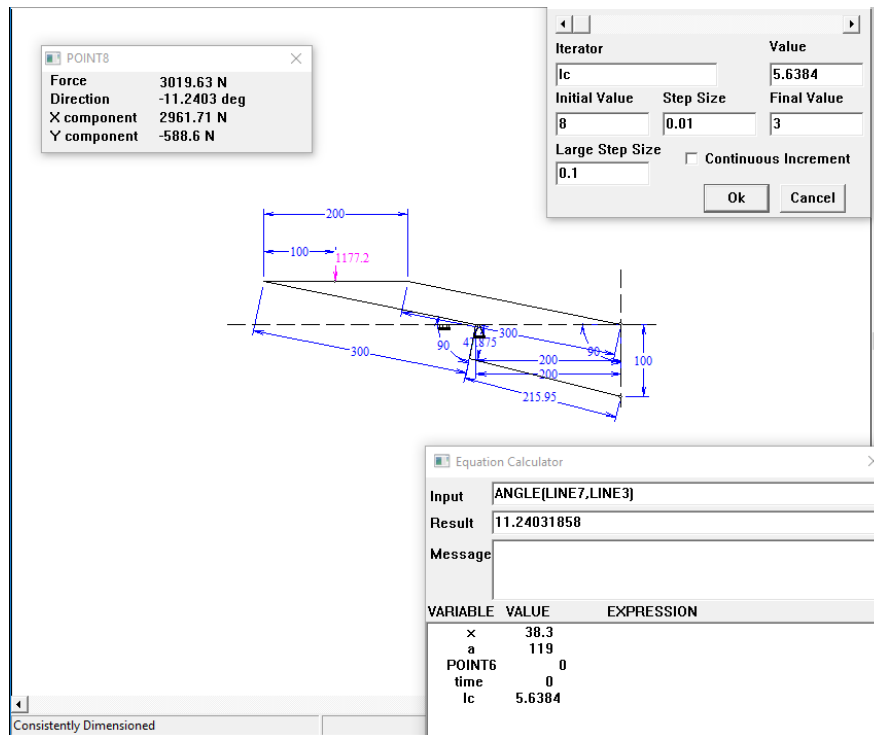 POINT8
Force 3019.63 N
Direction -11.2403 deg
X component 2961.71 N
Y component -588.6 N
Iterator Value
lc 5.6384
Initial Value Step Size Final Value
8 0.01 3
Large Step Size
0.1
Continuous Increment
Ok Cancel
200
100
1177.2
300
90
90
300
200
100
200
215.95
Equation Calculator
Input ANGLE(LINE7,LINE3)
Result 11.24031858
Message
VARIABLE VALUE EXPRESSION
x 38.3
a 119
POINT6 0
time 0
lc 5.6384
Consistently Dimensioned